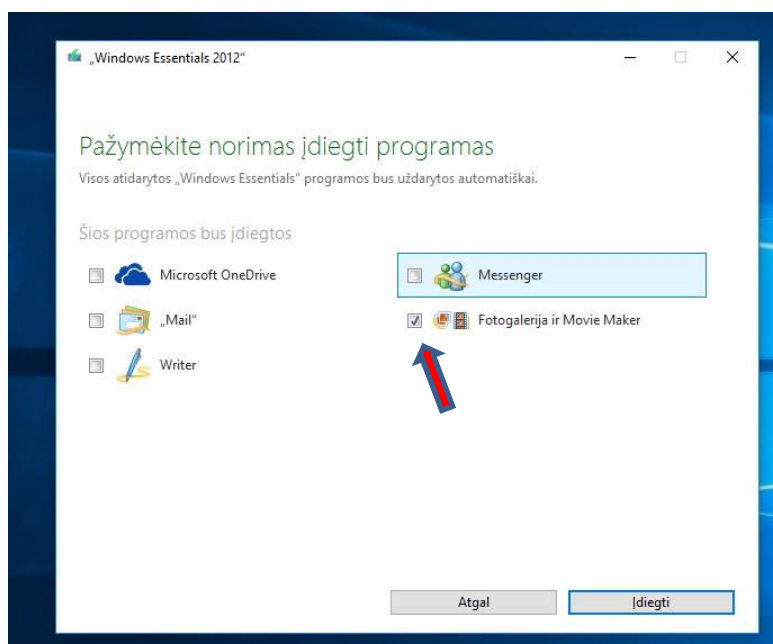 „Windows Essentials 2012“
Pažymėkite norimas įdiegti programas
Visos atidarytos „Windows Essentials“ programos bus uždarytos automatiškai.
Šios programos bus įdiegtos
Microsoft OneDrive
Messenger
„Mail“
Fotogalerija ir Movie Maker
Writer
Atgal
Įdiegti